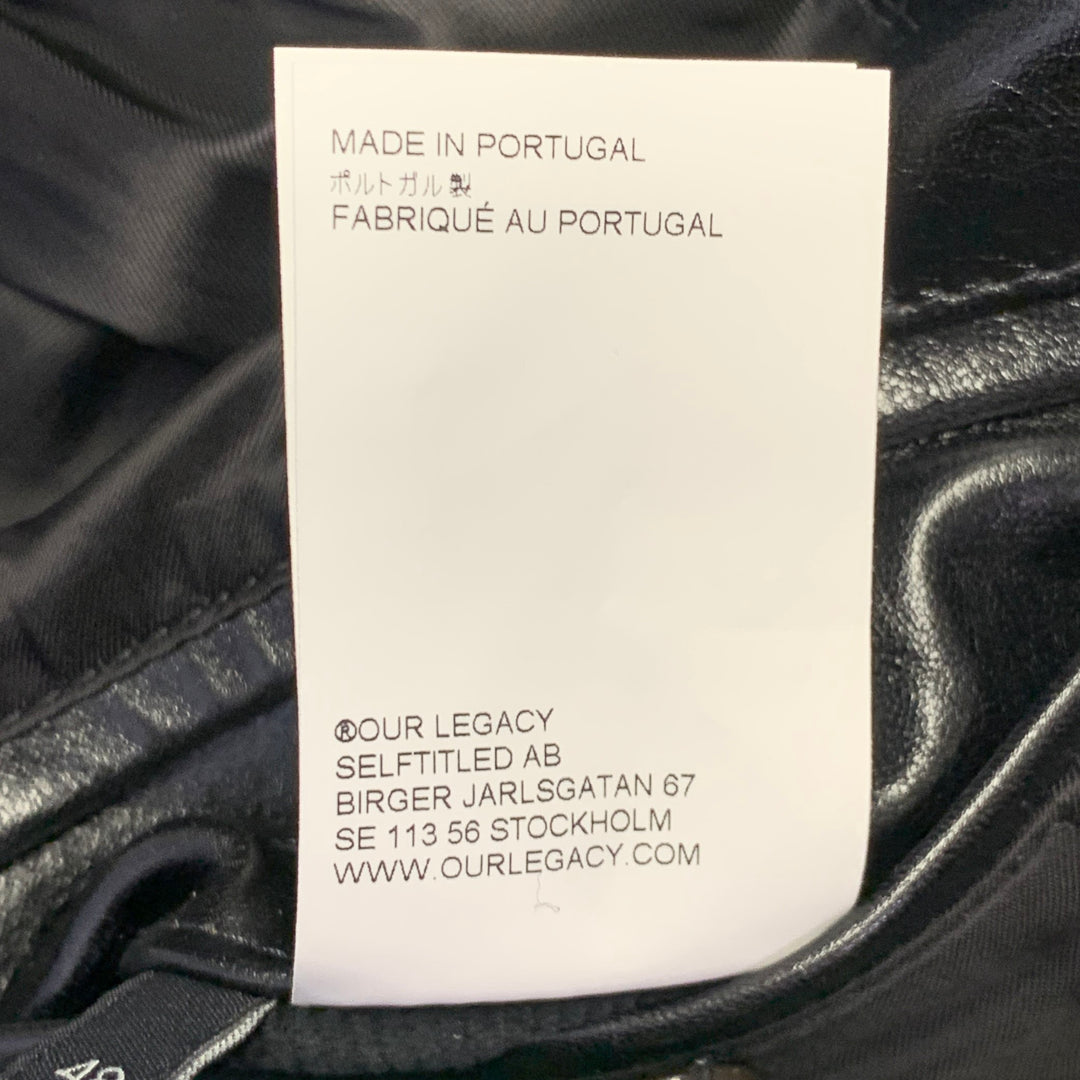 MADE IN PORTUGAL
ポルトガル製
FABRIQUÉ AU PORTUGAL
®OUR LEGACY
SELFTITLED AB
BIRGER JARLSGATAN 67
SE 113 56 STOCKHOLM
WWW.OURLEGACY.COM